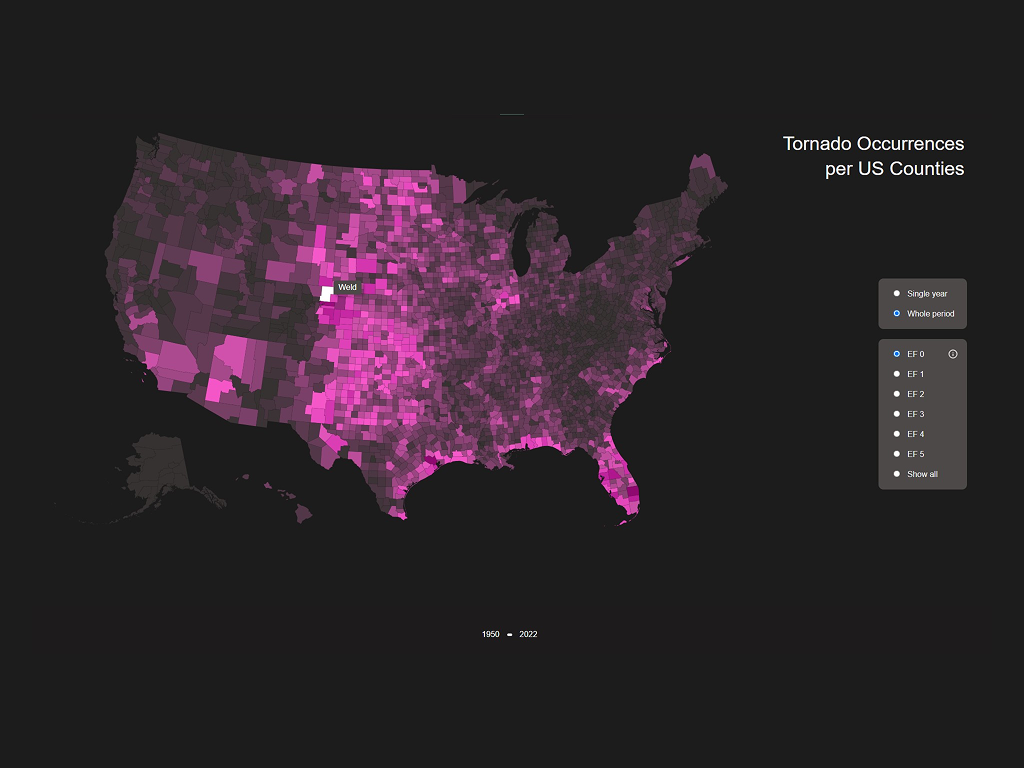 Tornado Occurrences
per US Counties
Weld
Single year
Whole period
EF 0
EF 1
EF 2
EF 3
EF 4
EF 5
Show all
1950 - 2022